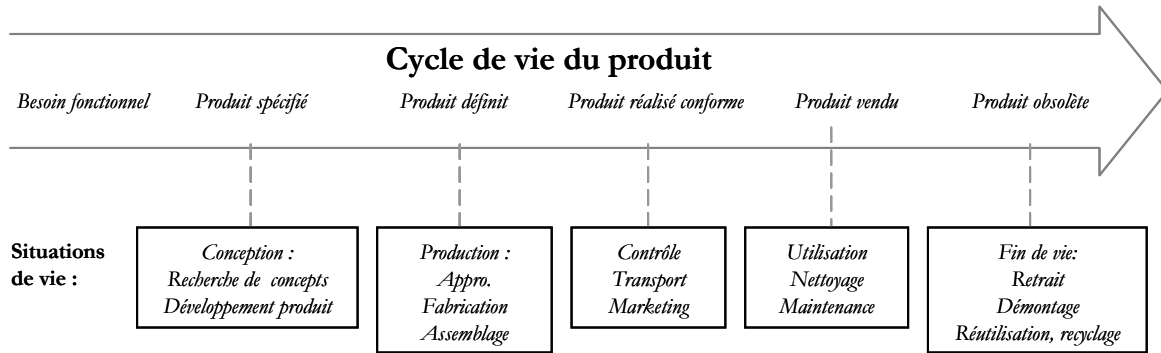 Cycle de vie du produit
Besoin fonctionnel Produit spécifié Produit définit Produit réalisé conforme Produit vendu Produit obsolète
Situations
de vie :
Conception :
Recherche de concepts
Développement produit
Production :
Appro.
Fabrication
Assemblage
Contrôle
Transport
Marketing
Utilisation
Nettoyage
Maintenance
Fin de vie:
Retrait
Démontage
Réutilisation, recyclage